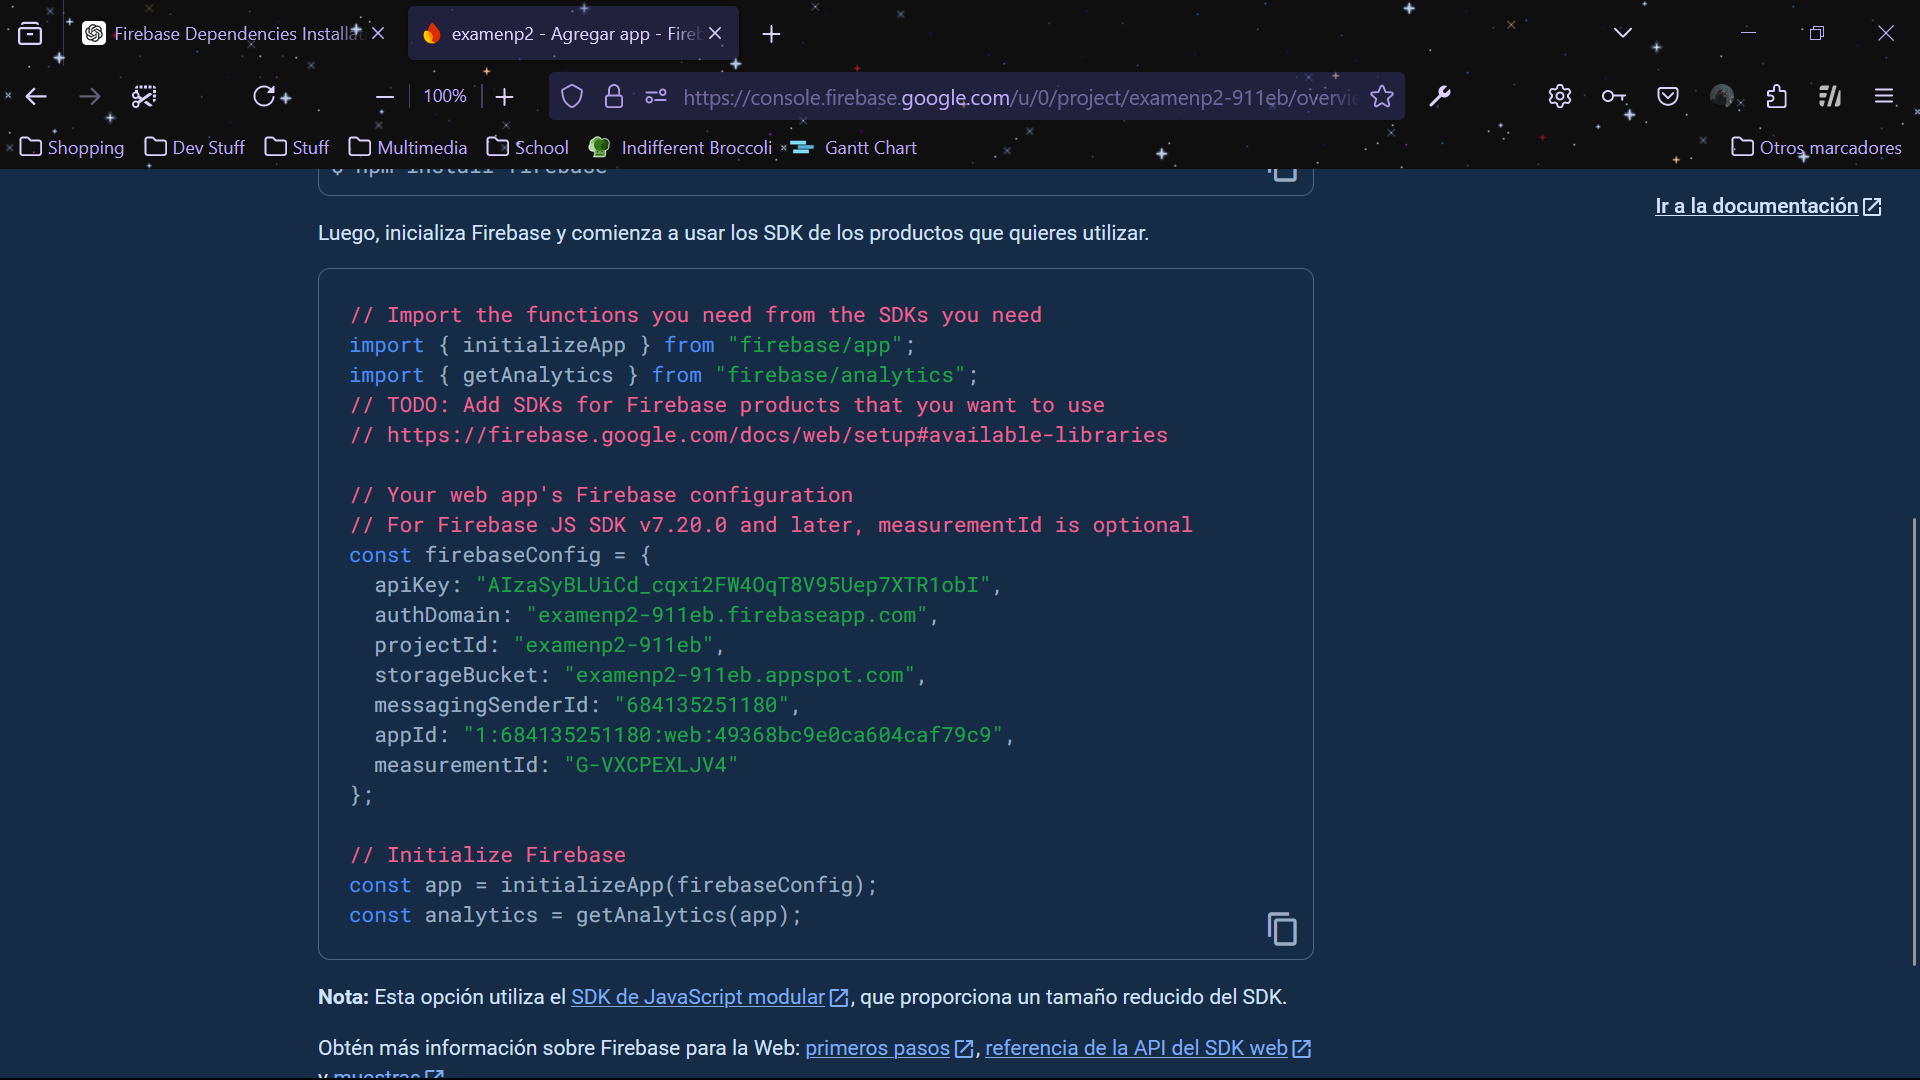 Firebase Dependencies Installat
examenp2 - Agregar app - Fireb
100%
https://console.firebase.google.com/u/0/project/examenp2-911eb/overvie
Shopping
Dev Stuff
Stuff
Multimedia
School
Indifferent Broccoli
Gantt Chart
Otros marcadores
$ npm install firebase
Ir a la documentación
Luego, inicializa Firebase y comienza a usar los SDK de los productos que quieres utilizar.
// Import the functions you need from the SDKs you need
import { initializeApp } from "firebase/app";
import { getAnalytics } from "firebase/analytics";
// TODO: Add SDKs for Firebase products that you want to use
// https://firebase.google.com/docs/web/setup#available-libraries
// Your web app's Firebase configuration
// For Firebase JS SDK v7.20.0 and later, measurementId is optional
const firebaseConfig = {
apiKey: "AIzaSyBLUiCd_cqxi2FW4OqT8V95Uep7XTR1obI",
authDomain: "examenp2-911eb.firebaseapp.com",
projectId: "examenp2-911eb",
storageBucket: "examenp2-911eb.appspot.com",
messagingSenderId: "684135251180",
appId: "1:684135251180:web:49368bc9e0ca604caf79c9",
measurementId: "G-VXCPEXLJV4"
};
// Initialize Firebase
const app = initializeApp(firebaseConfig);
const analytics = getAnalytics(app);
Nota: Esta opción utiliza el SDK de JavaScript modular, que proporciona un tamaño reducido del SDK.
Obtén más información sobre Firebase para la Web: primeros pasos, referencia de la API del SDK web
y muestras